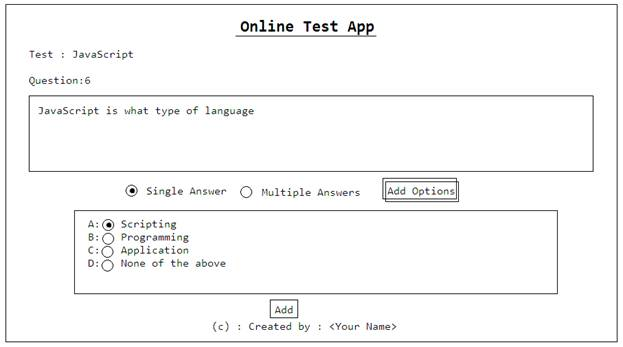 Online Test App
Test : JavaScript
Question:6
JavaScript is what type of language
Single Answer Multiple Answers Add Options
A: Scripting
B: Programming
C: Application
D: None of the above
Add
(c) : Created by : <Your Name>